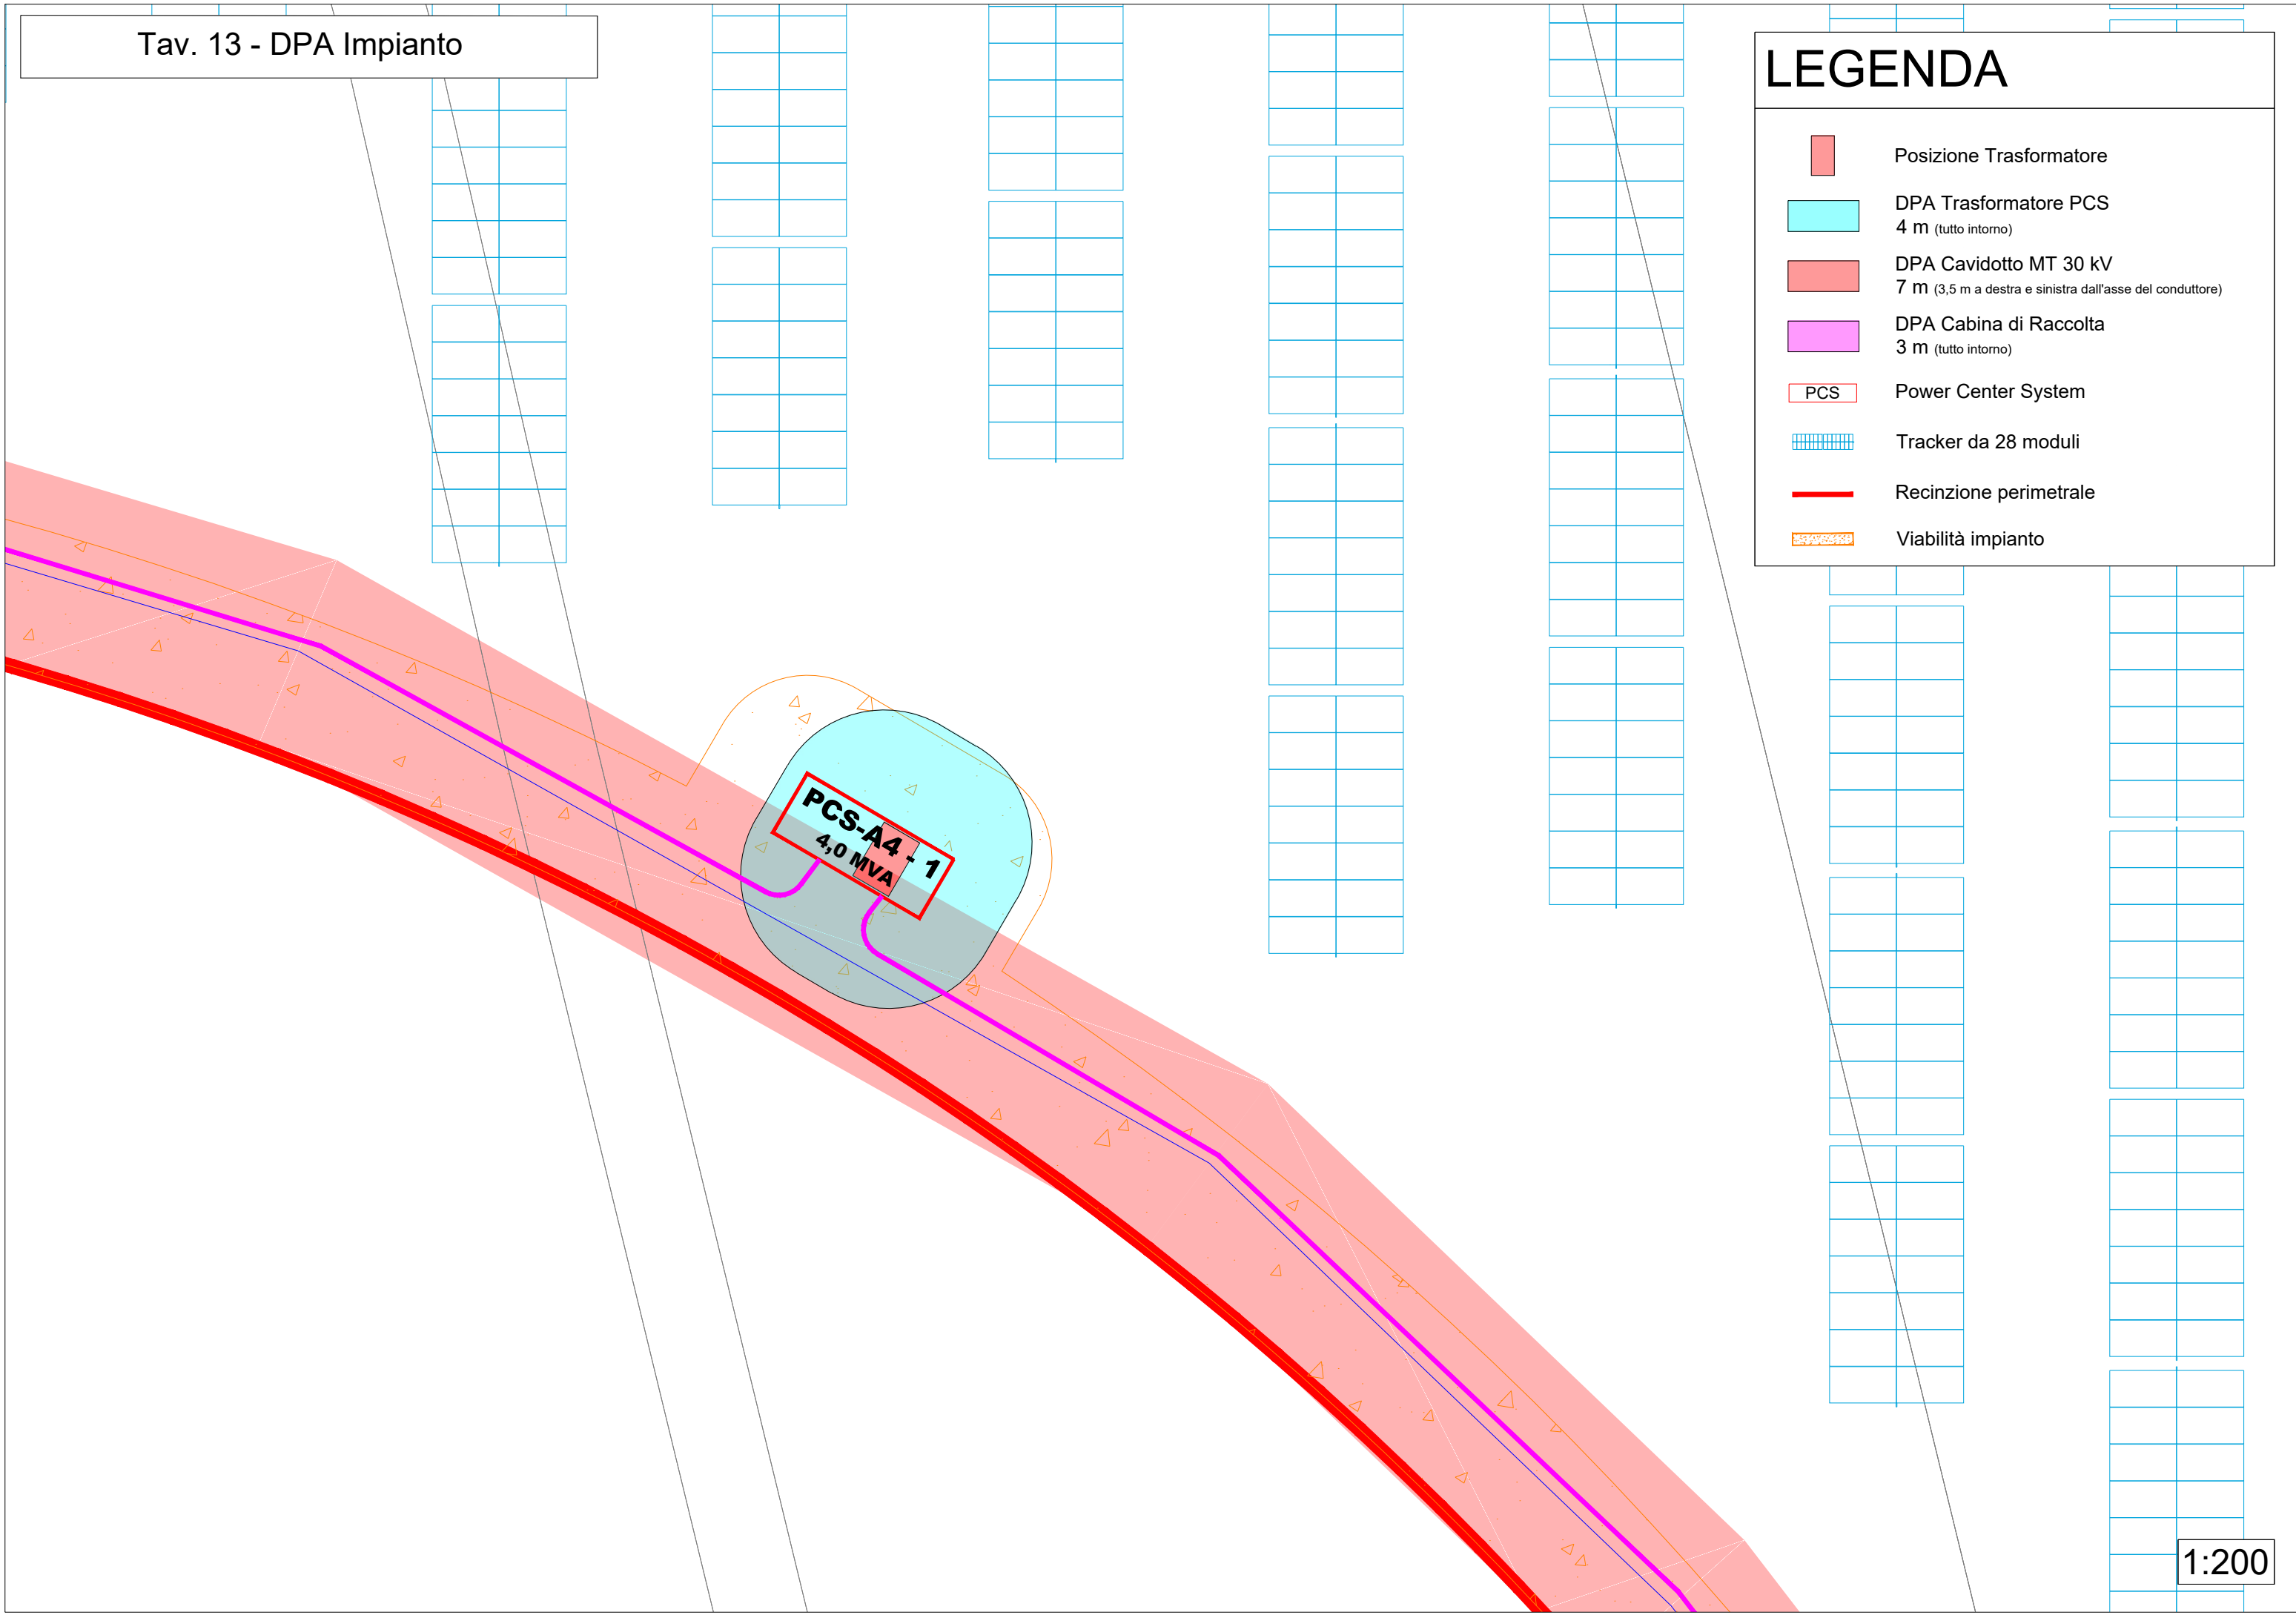 Tav. 13 - DPA Impianto
LEGENDA
Posizione Trasformatore
DPA Trasformatore PCS
4 m (tutto intorno)
DPA Cavidotto MT 30 kV
7 m (3,5 m a destra e sinistra dall'asse del conduttore)
DPA Cabina di Raccolta
3 m (tutto intorno)
PCS Power Center System
Tracker da 28 moduli
Recinzione perimetrale
Viabilità impianto
PCS-A4 - 1
4,0 MVA
1:200